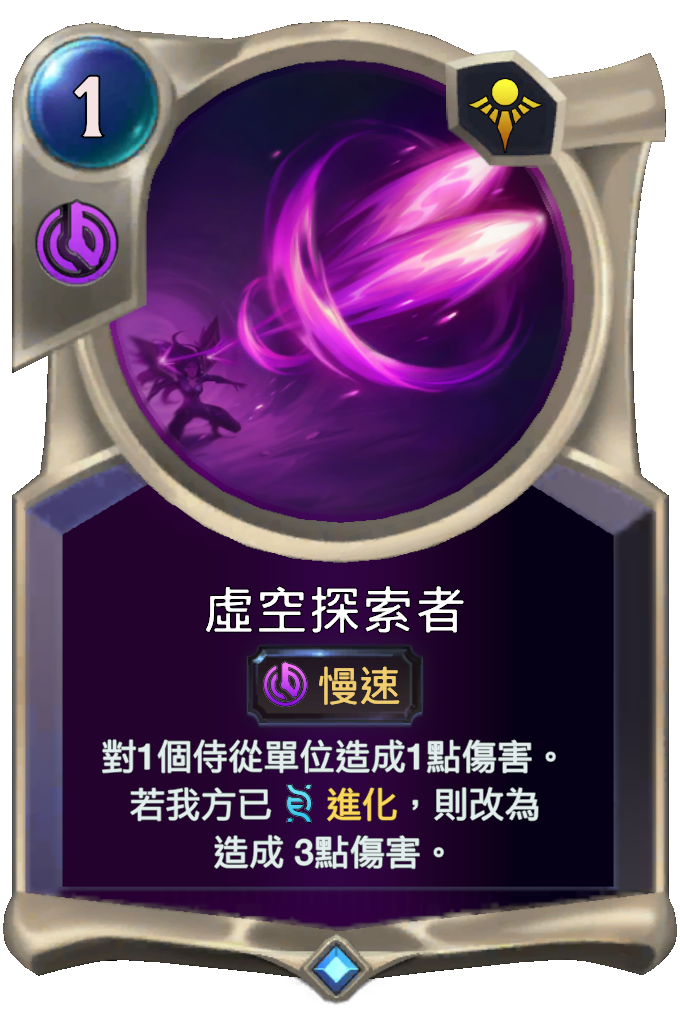 1
虛空探索者
慢速
對1個侍從單位造成1點傷害。
若我方已 進化，則改為
造成 3點傷害。